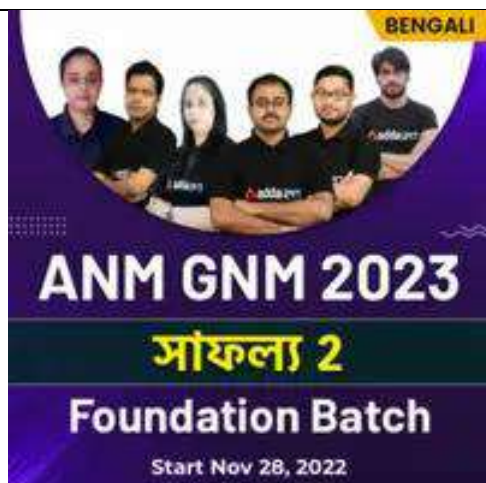 BENGALI
ANM GNM 2023
সাফল্য 2
Foundation Batch
Start Nov 28, 2022